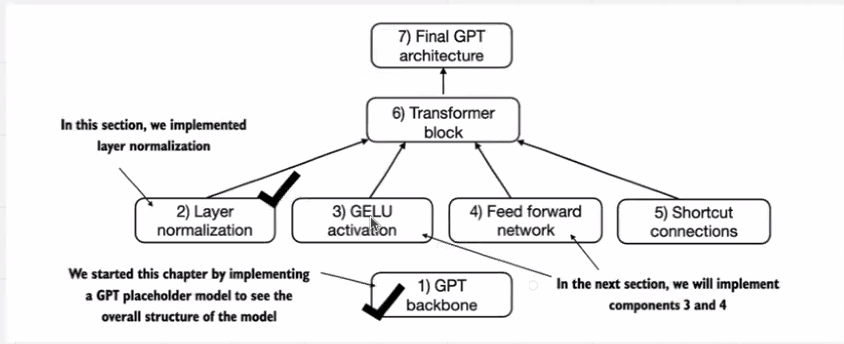 7) Final GPT
architecture
6) Transformer
block
In this section, we implemented
layer normalization
2) Layer
normalization
3) GELU
activation
4) Feed forward
network
5) Shortcut
connections
We started this chapter by implementing
a GPT placeholder model to see the
overall structure of the model
1) GPT
backbone
In the next section, we will implement
components 3 and 4